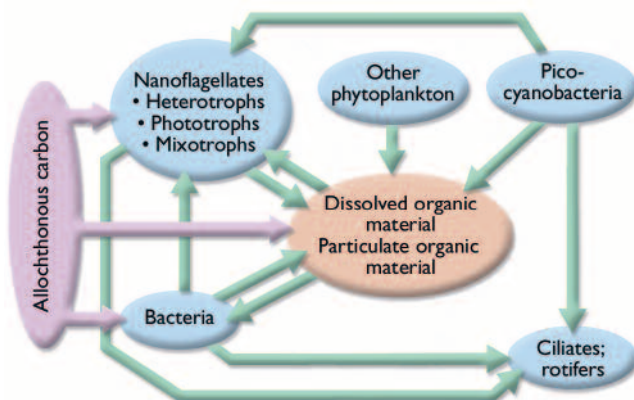 Nanoflagellates
• Heterotrophs
• Phototrophs
• Mixotrophs
Other
phytoplankton
Pico-
cyanobacteria
Allochthonous carbon
Dissolved organic
material
Particulate organic
material
Bacteria
Ciliates;
rotifers